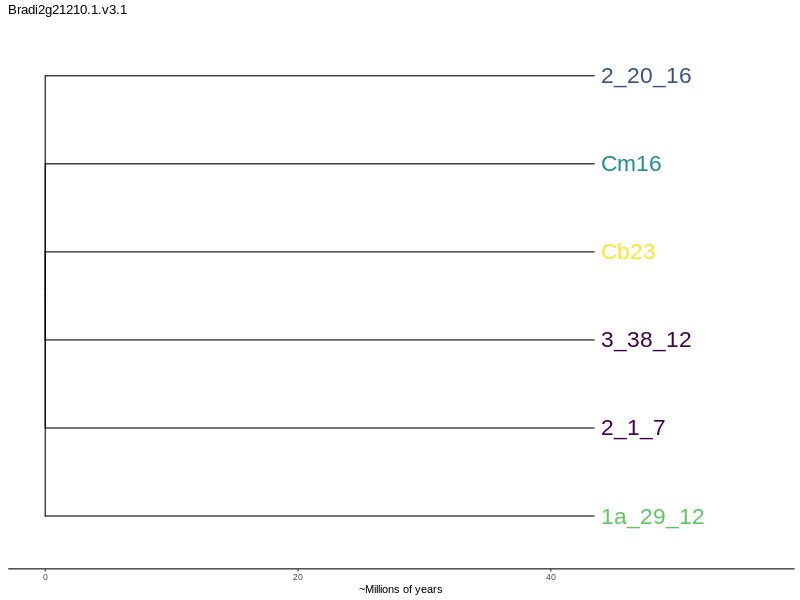 Bradi2g21210.1.v3.1
2_20_16
Cm16
Cb23
3_38_12
2_1_7
1a_29_12
0 20 40
~Millions of years